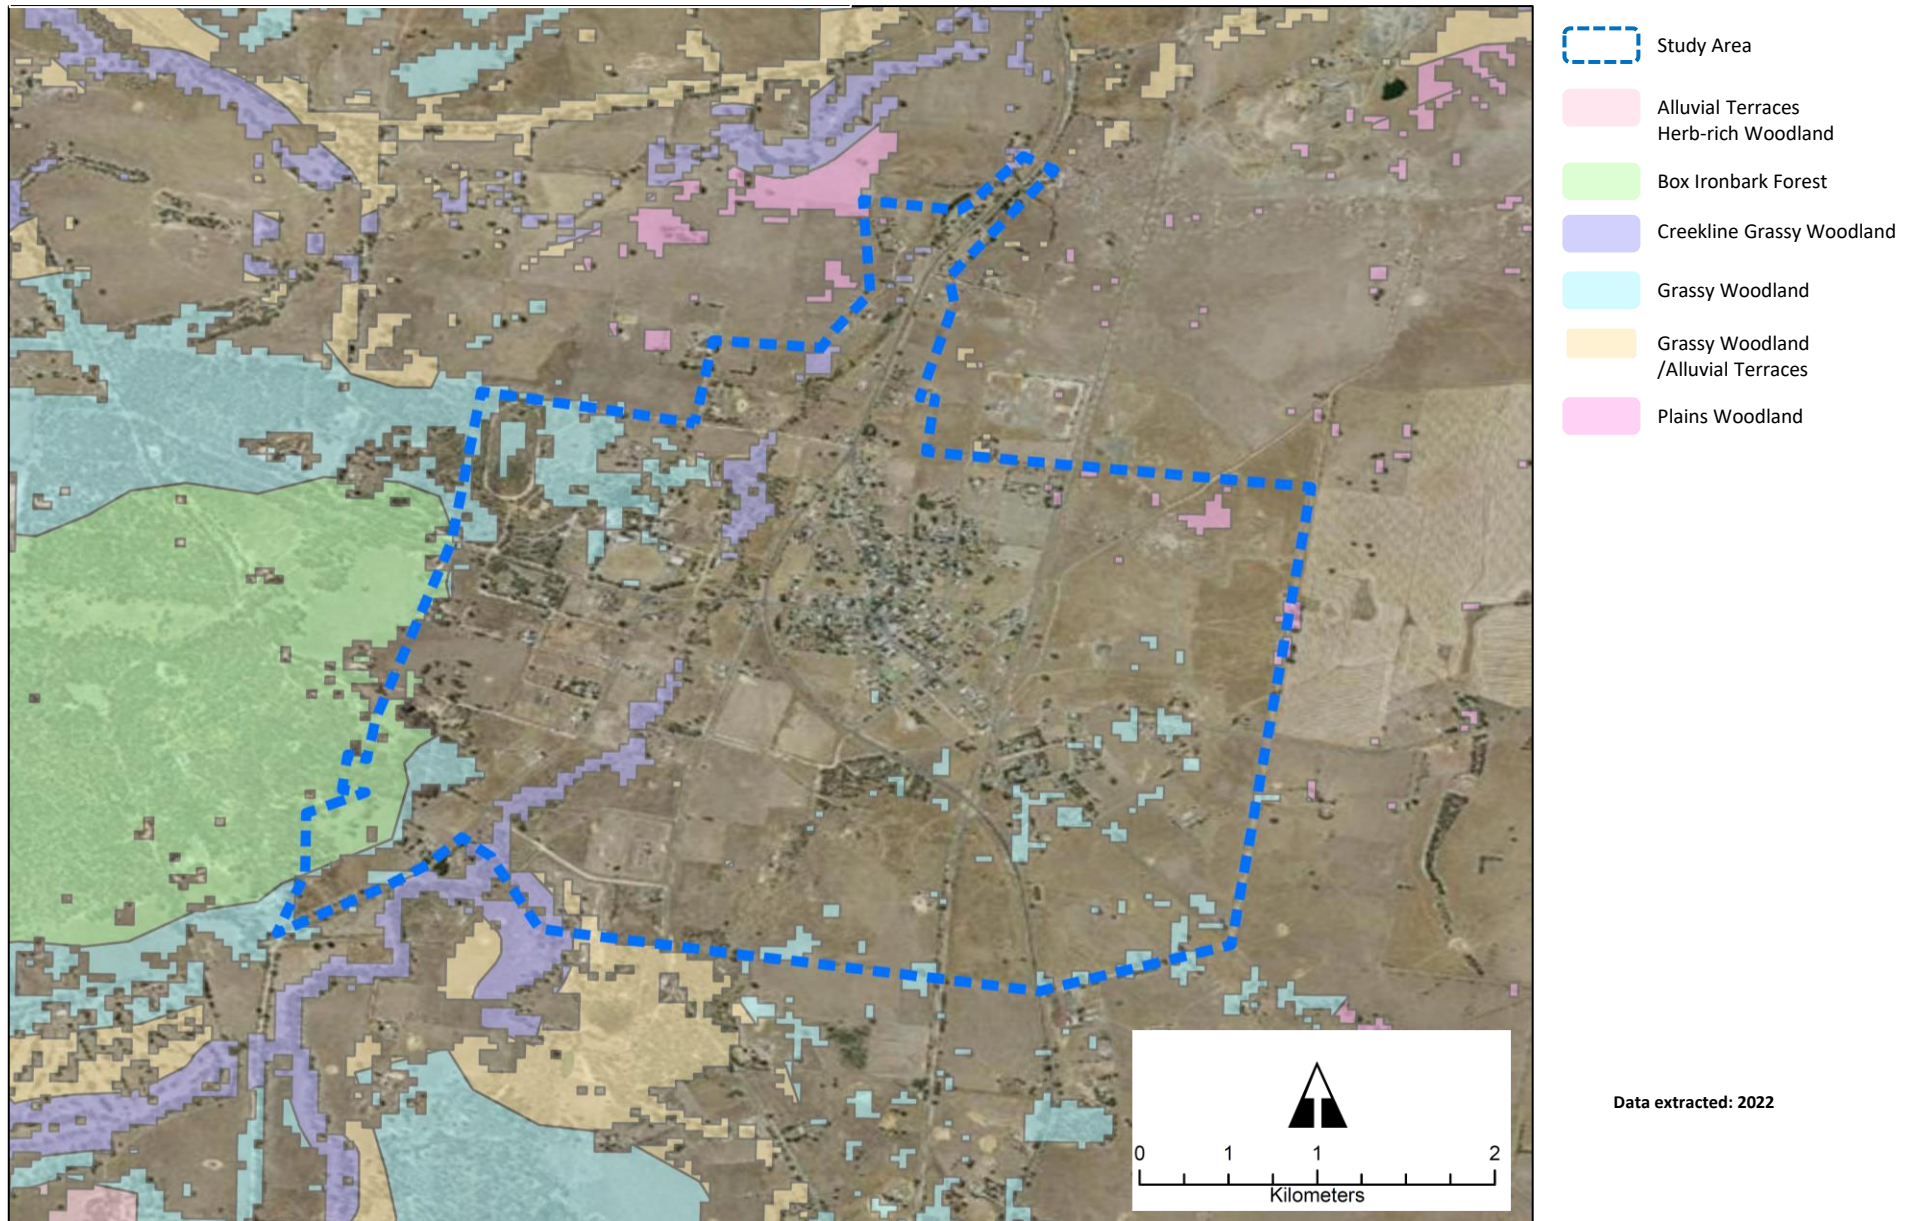 Study Area
Alluvial Terraces
Herb-rich Woodland
Box Ironbark Forest
Creekline Grassy Woodland
Grassy Woodland
Grassy Woodland
/Alluvial Terraces
Plains Woodland
Data extracted: 2022
0 1 1 2
Kilometers